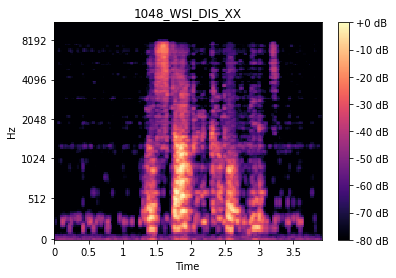 1048_WSI_DIS_XX
+0 dB
8192
-10 dB
4096
-20 dB
-30 dB
Hz
2048
-40 dB
1024
-50 dB
512
-60 dB
-70 dB
0
-80 dB
0 0.5 1 1.5 2 2.5 3 3.5
Time